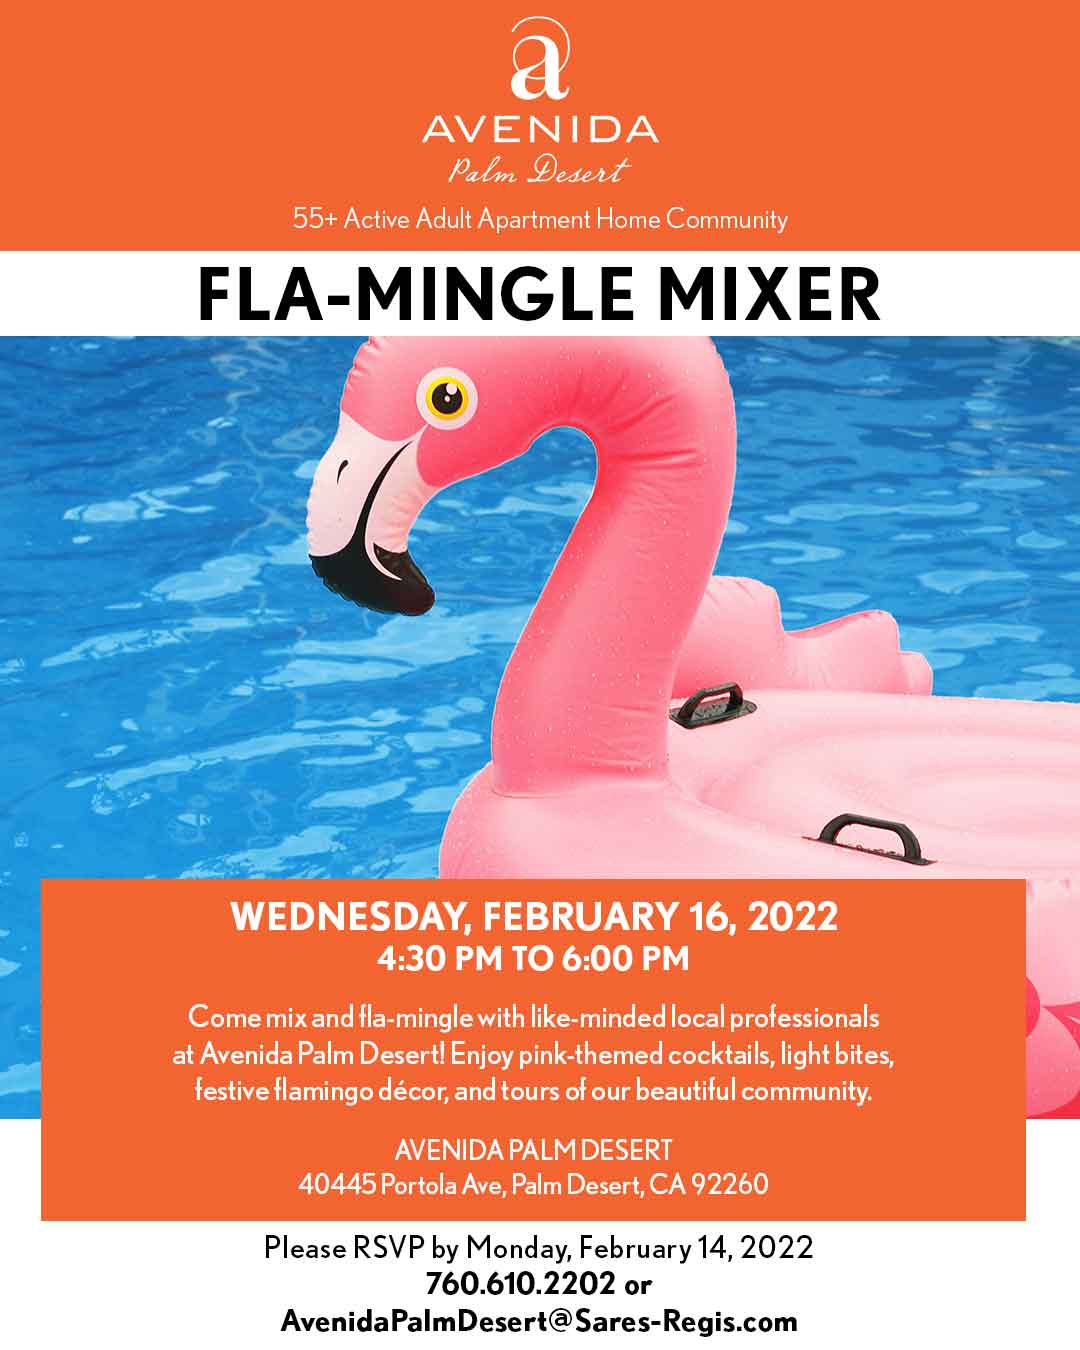 a
AVENIDA
Palm Desert
55+ Active Adult Apartment Home Community
FLA-MINGLE MIXER
WEDNESDAY, FEBRUARY 16, 2022
4:30 PM TO 6:00 PM
Come mix and fla-mingle with like-minded local professionals
at Avenida Palm Desert! Enjoy pink-themed cocktails, light bites,
festive flamingo décor, and tours of our beautiful community.
AVENIDA PALM DESERT
40445 Portola Ave, Palm Desert, CA 92260
Please RSVP by Monday, February 14, 2022
760.610.2202 or
AvenidaPalmDesert@Sares-Regis.com